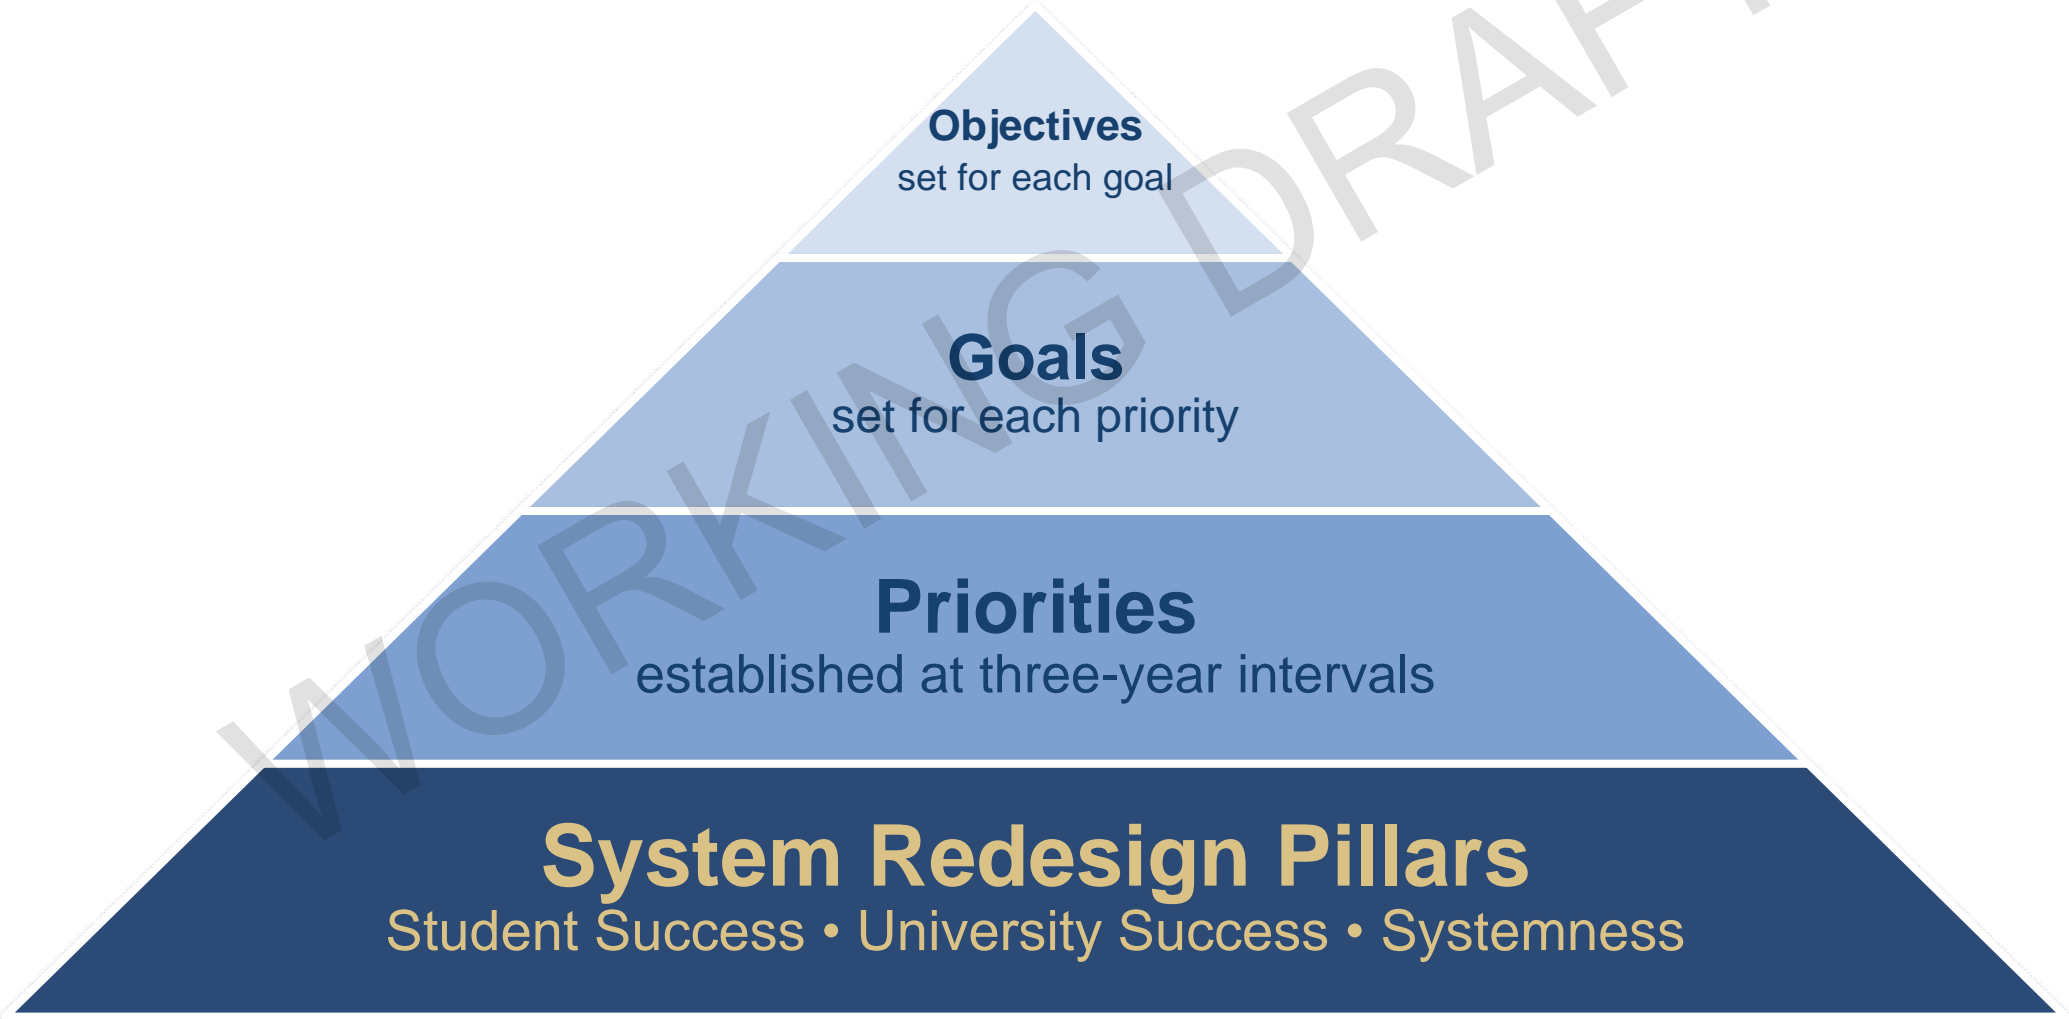 Objectives
set for each goal
Goals
set for each priority
Priorities
established at three-year intervals
System Redesign Pillars
Student Success • University Success • Systemness
WORKING DRAFT